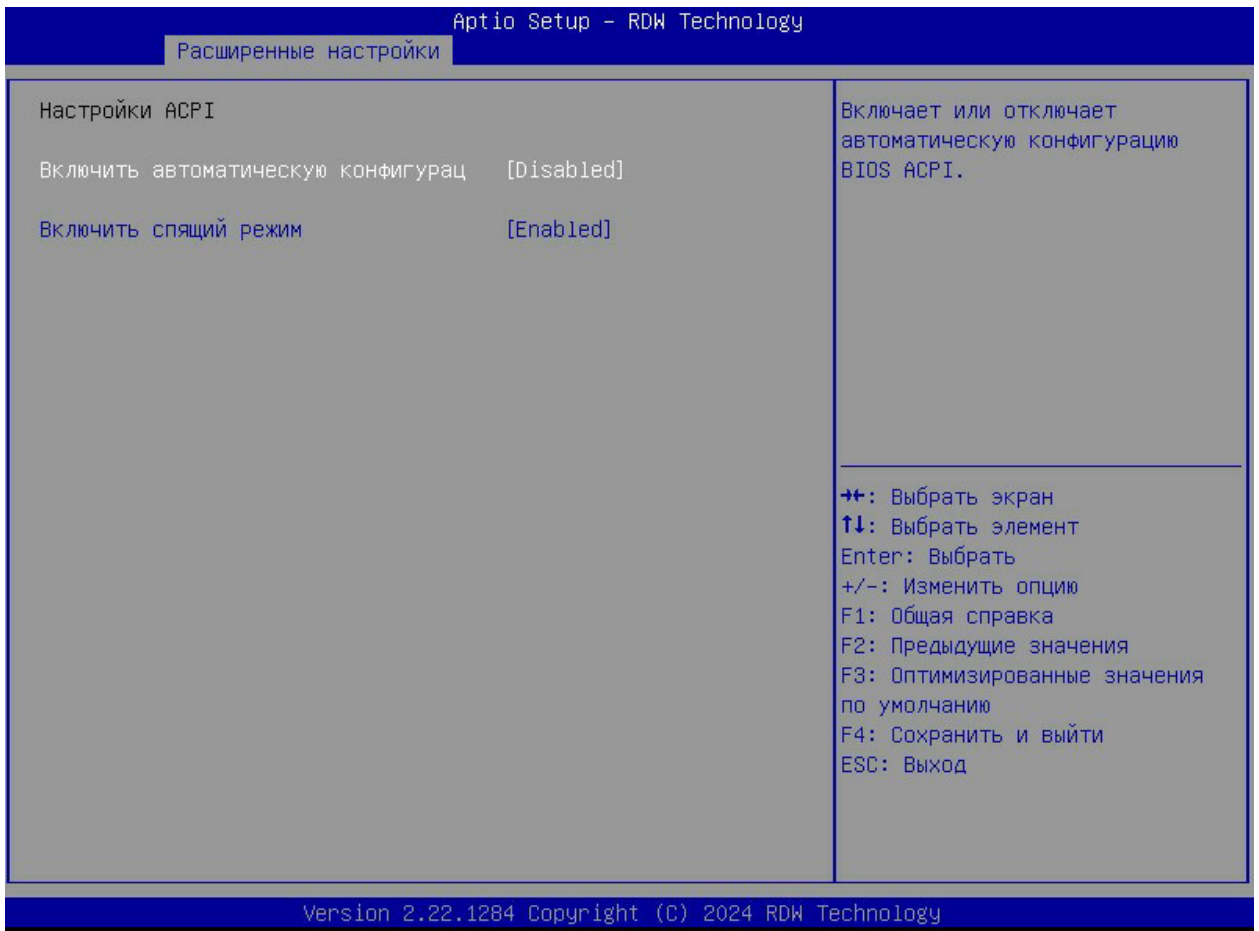 Aptio Setup – RDW Technology
Расширенные настройки
Настройки ACPI
Включить автоматическую конфигурац [Disabled]
Включить спящий режим [Enabled]
Включает или отключает
автоматическую конфигурацию
BIOS ACPI.
→←: Выбрать экран
↑↓: Выбрать элемент
Enter: Выбрать
+/-: Изменить опцию
F1: Общая справка
F2: Предыдущие значения
F3: Оптимизированные значения
по умолчанию
F4: Сохранить и выйти
ESC: Выход
Version 2.22.1284 Copyright (C) 2024 RDW Technology